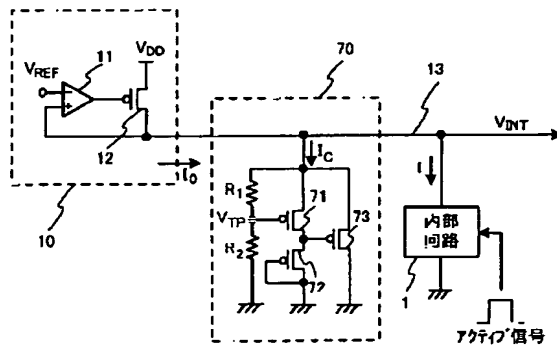 11
V_DD
V_REF
12
10
I_0
70
I_C
R_1
V_TP
R_2
71
72
73
13
V_INT
I
内部
回路
1
アクティブ信号